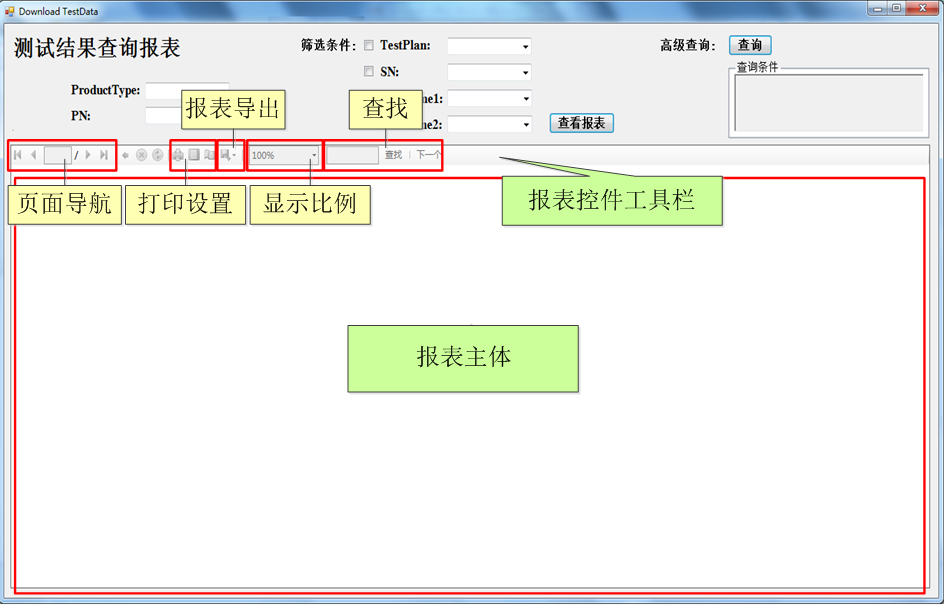 Download TestData
测试结果查询报表
筛选条件: TestPlan:
高级查询: 查询
SN:
查询条件
ProductType:
报表导出
查找
me1:
PN:
me2:
查看报表
/
100%
查找 | 下一个
页面导航
打印设置
显示比例
报表控件工具栏
报表主体